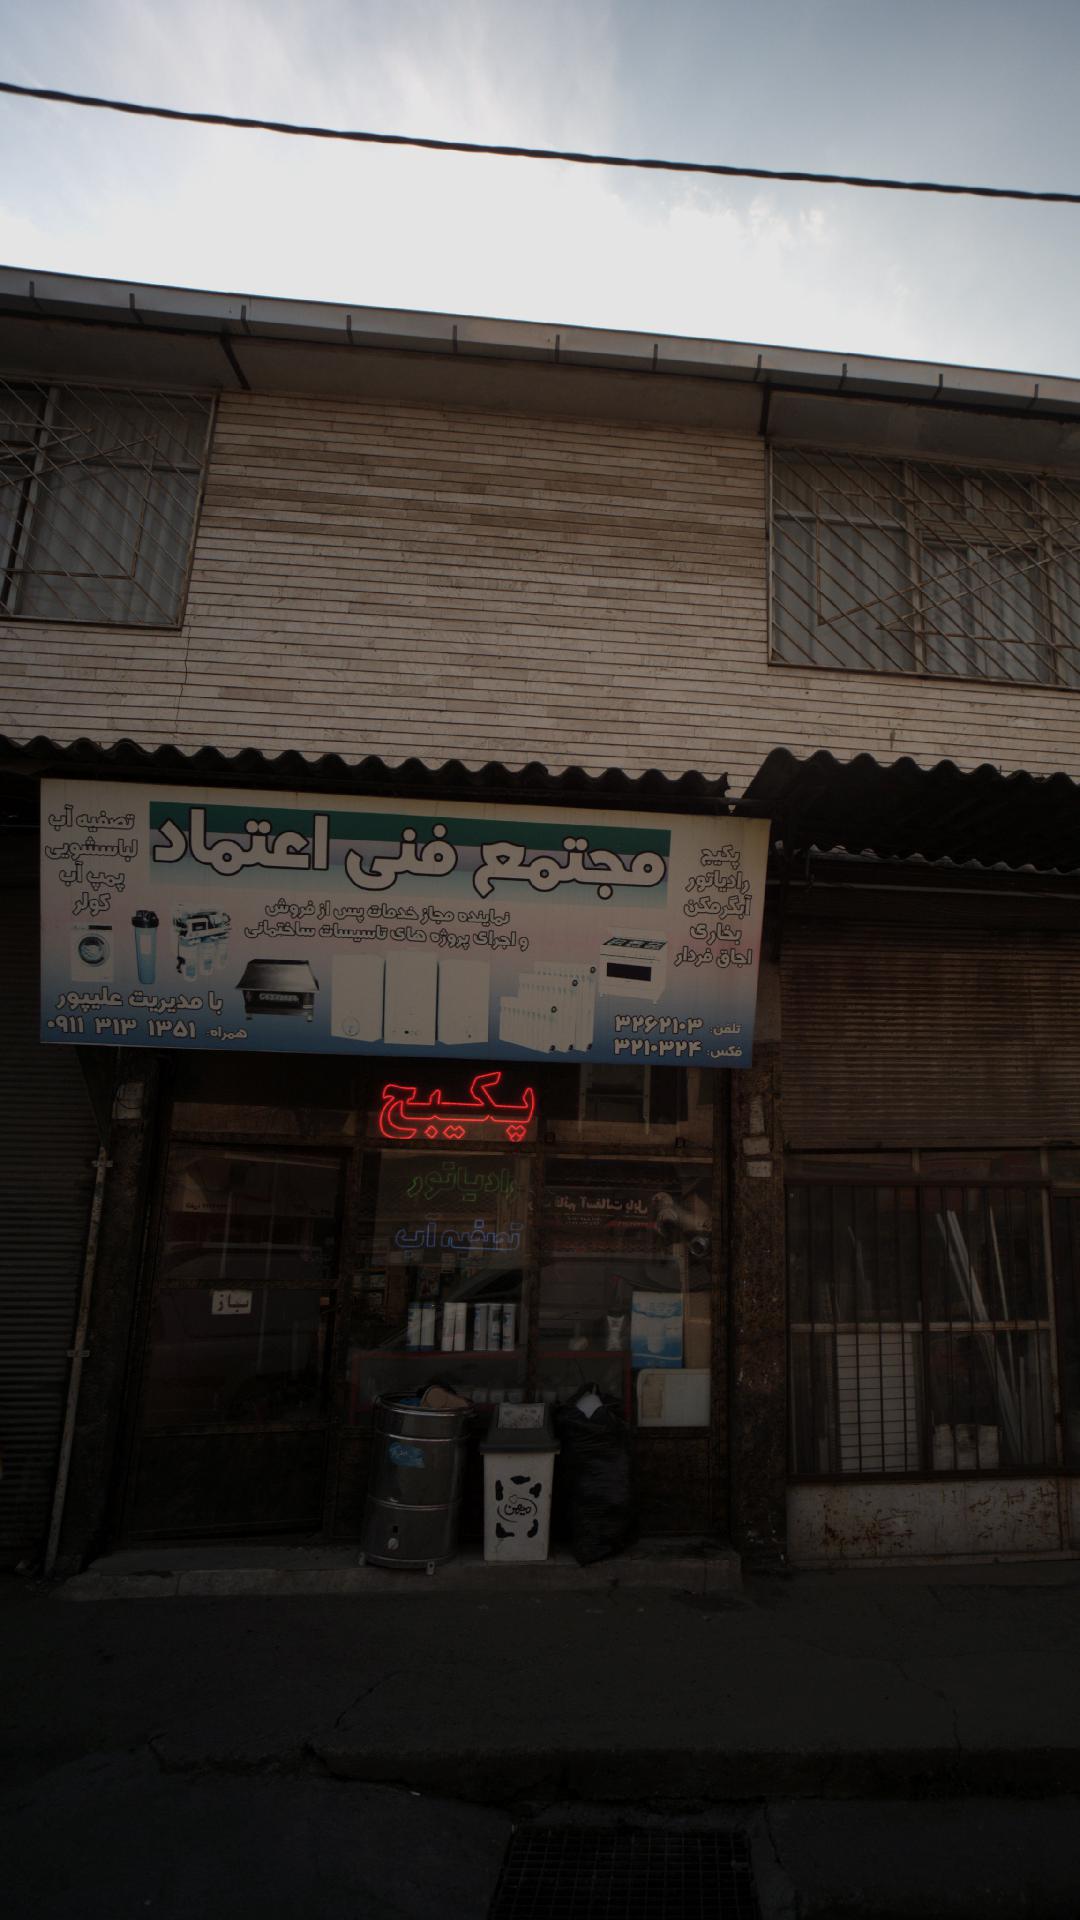 مجتمع فنی اعتماد
پکیج
رادیاتور
آبگرمکن
بخاری
اجاق فردار
تصفیه آب
لباسشویی
پمپ آب
کولر
نماینده مجاز خدمات پس از فروش
و اجرای پروژه های تاسیسات ساختمانی
با مدیریت علیپور
همراه: ۰۹۱۱ ۳۱۳ ۱۳۵۱
تلفن: ۳۲۶۲۱۰۳
فکس: ۳۲۱۰۳۲۴
پکیج
رادیاتور
تصفیه آب
میهن